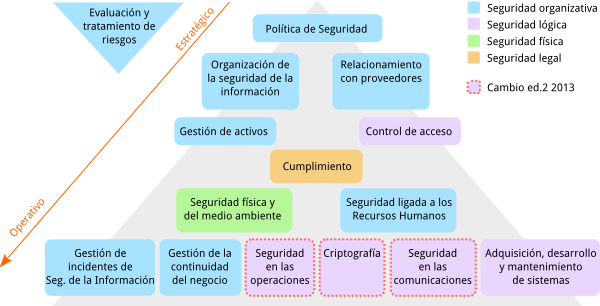 Evaluación y
tratamiento de
riesgos
Estratégico
Operativo
Política de Seguridad
Seguridad organizativa
Seguridad lógica
Seguridad física
Seguridad legal
Cambio ed.2 2013
Organización de
la seguridad de la
información
Relacionamiento
con proveedores
Gestión de activos
Control de acceso
Cumplimiento
Seguridad física y
del medio ambiente
Seguridad ligada a los
Recursos Humanos
Gestión de
incidentes de
Seg. de la Información
Gestión de la
continuidad
del negocio
Seguridad
en las
operaciones
Criptografía
Seguridad
en las
comunicaciones
Adquisición, desarrollo
y mantenimiento
de sistemas